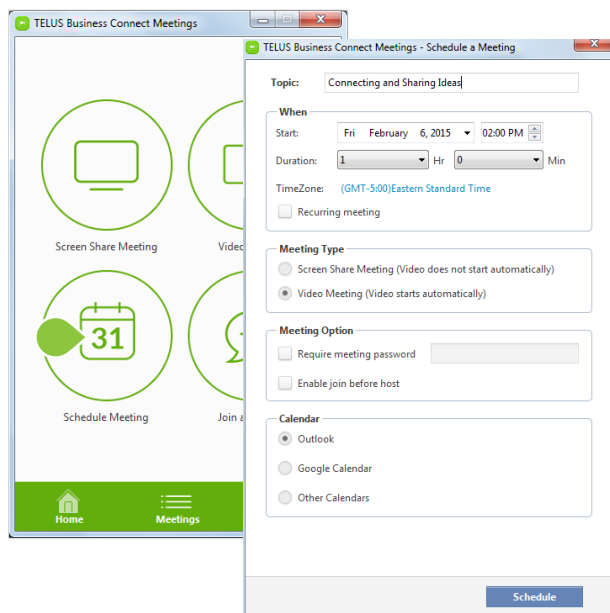 TELUS Business Connect Meetings
Screen Share Meeting
31
Schedule Meeting
Home
Meetings
TELUS Business Connect Meetings - Schedule a Meeting
Topic: Connecting and Sharing Ideas
When
Start: Fri February 6, 2015 02:00 PM
Duration: 1 Hr 0 Min
TimeZone: (GMT-5:00)Eastern Standard Time
Recurring meeting
Meeting Type
Screen Share Meeting (Video does not start automatically)
Video Meeting (Video starts automatically)
Meeting Option
Require meeting password
Enable join before host
Calendar
Outlook
Google Calendar
Other Calendars
Schedule